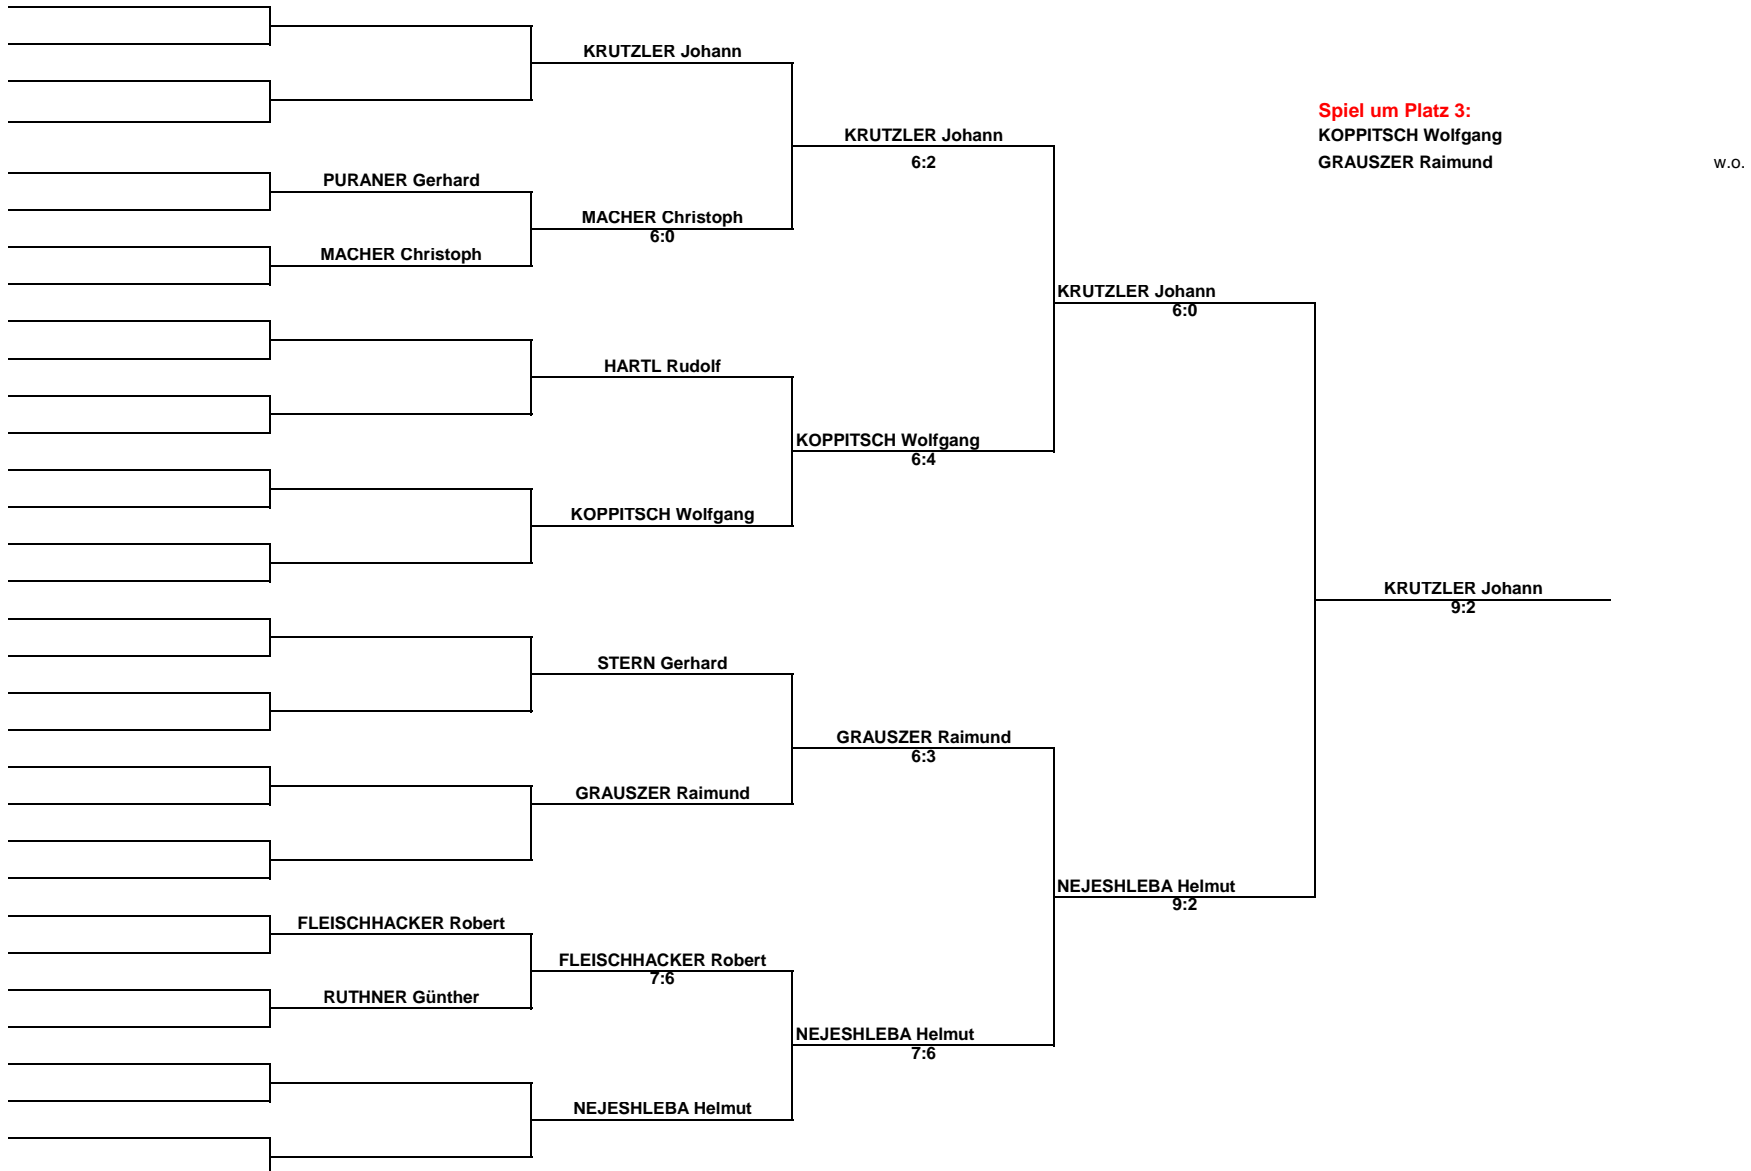 KRUTZLER Johann
Spiel um Platz 3:
KRUTZLER Johann
KOPPITSCH Wolfgang
6:2
GRAUSZER Raimund w.o.
PURANER Gerhard
MACHER Christoph
6:0
MACHER Christoph
KRUTZLER Johann
6:0
HARTL Rudolf
KOPPITSCH Wolfgang
6:4
KOPPITSCH Wolfgang
KRUTZLER Johann
9:2
STERN Gerhard
GRAUSZER Raimund
6:3
GRAUSZER Raimund
NEJESHLEBA Helmut
9:2
FLEISCHHACKER Robert
FLEISCHHACKER Robert
7:6
RUTHNER Günther
NEJESHLEBA Helmut
7:6
NEJESHLEBA Helmut